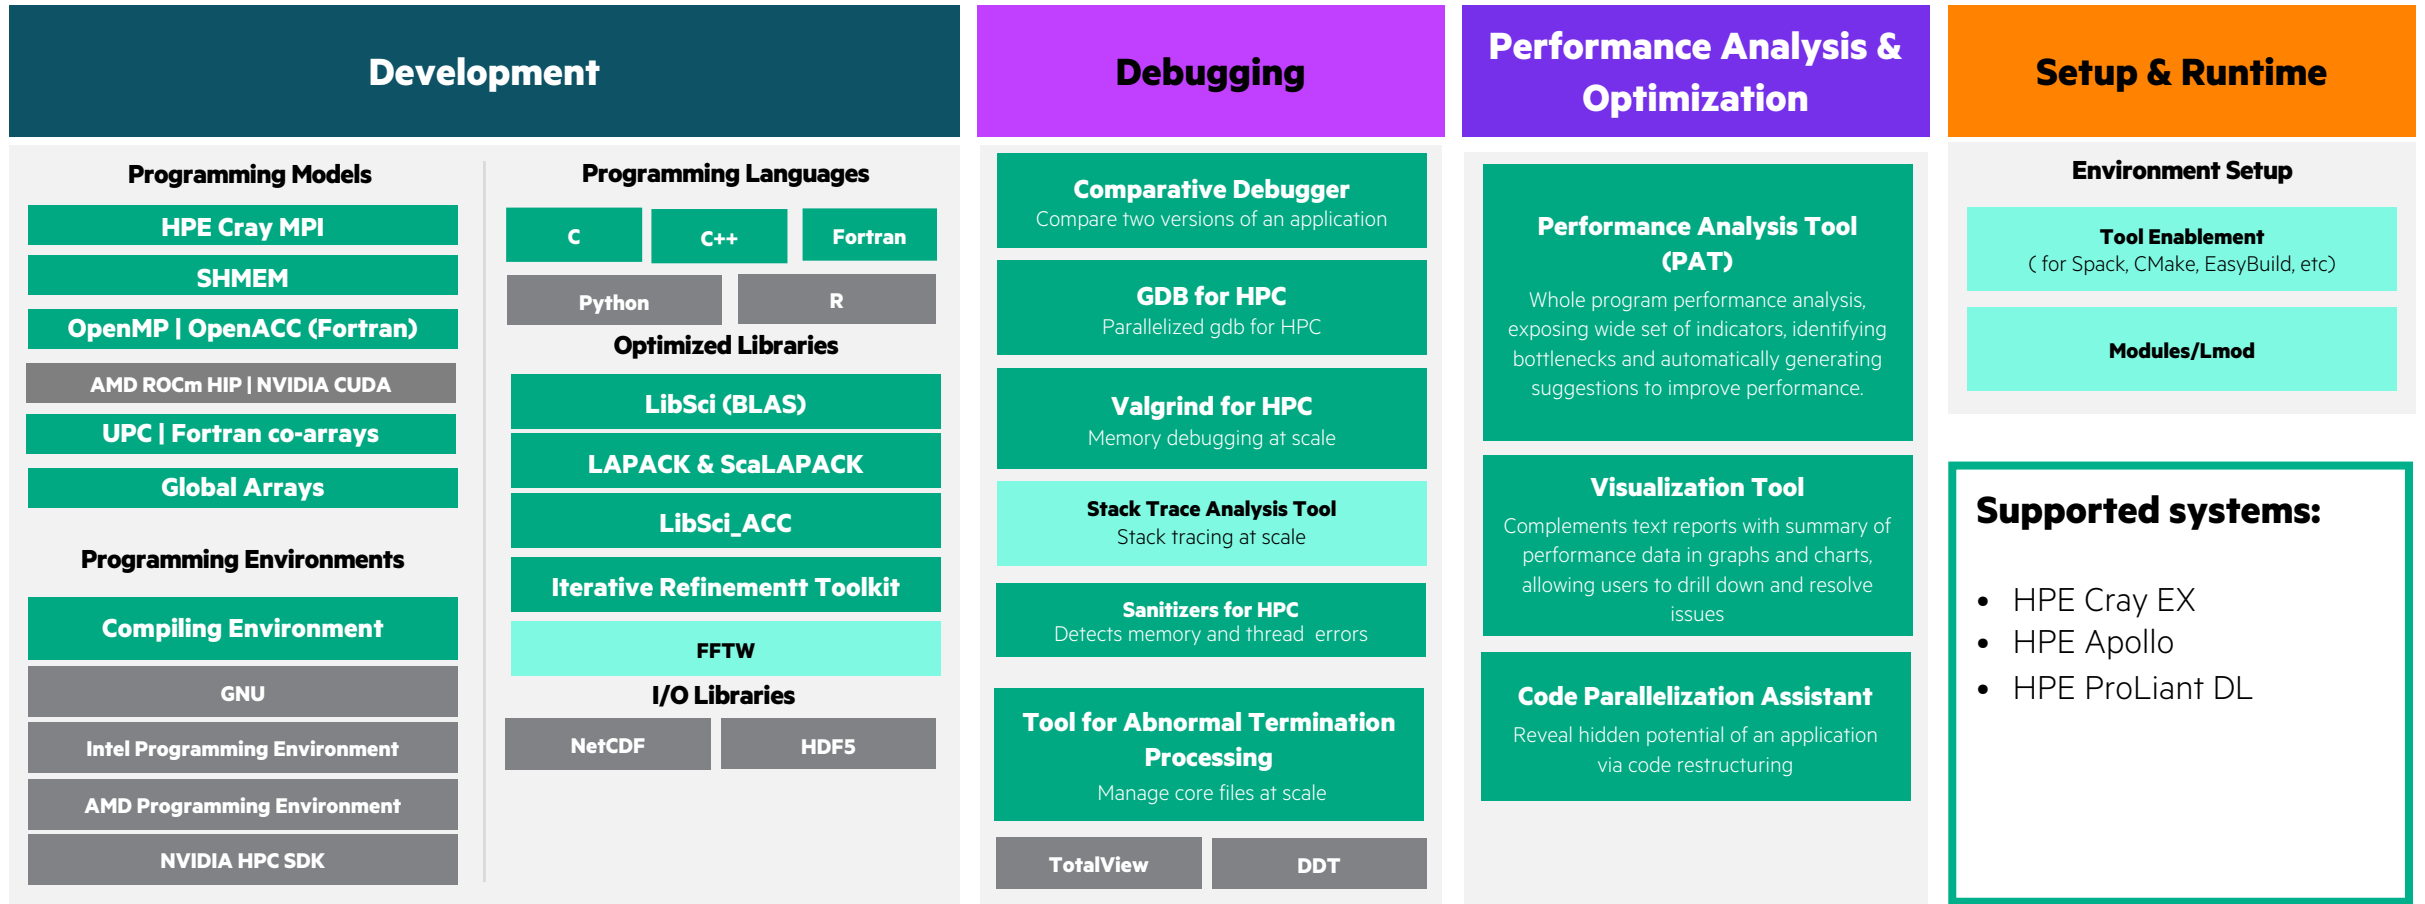 Development
Programming Models
HPE Cray MPI
SHMEM
OpenMP | OpenACC (Fortran)
AMD ROCm HIP | NVIDIA CUDA
UPC | Fortran co-arrays
Global Arrays
Programming Environments
Compiling Environment
GNU
Intel Programming Environment
AMD Programming Environment
NVIDIA HPC SDK
Programming Languages
C
C++
Fortran
Python
R
Optimized Libraries
LibSci (BLAS)
LAPACK & ScaLAPACK
LibSci_ACC
Iterative Refinementt Toolkit
FFTW
I/O Libraries
NetCDF
HDF5
Debugging
Comparative Debugger
Compare two versions of an application
GDB for HPC
Parallelized gdb for HPC
Valgrind for HPC
Memory debugging at scale
Stack Trace Analysis Tool
Stack tracing at scale
Sanitizers for HPC
Detects memory and thread errors
Tool for Abnormal Termination
Processing
Manage core files at scale
TotalView
DDT
Performance Analysis &
Optimization
Performance Analysis Tool
(PAT)
Whole program performance analysis,
exposing wide set of indicators, identifying
bottlenecks and automatically generating
suggestions to improve performance.
Visualization Tool
Complements text reports with summary of
performance data in graphs and charts,
allowing users to drill down and resolve
issues
Code Parallelization Assistant
Reveal hidden potential of an application
via code restructuring
Setup & Runtime
Environment Setup
Tool Enablement
( for Spack, CMake, EasyBuild, etc)
Modules/Lmod
Supported systems:
• HPE Cray EX
• HPE Apollo
• HPE ProLiant DL